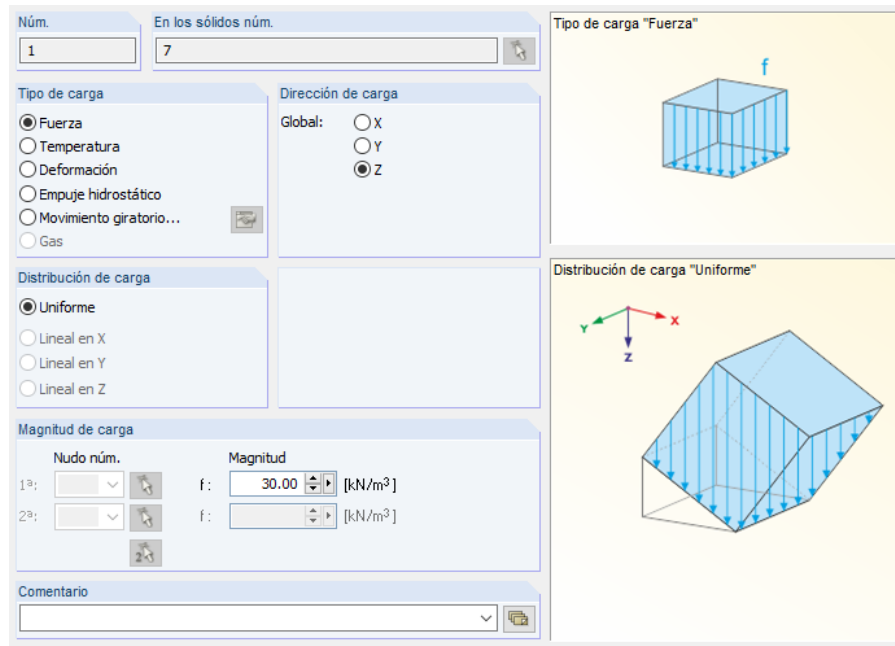 Núm.
En los sólidos núm.
1
7
Tipo de carga
Fuerza
Temperatura
Deformación
Empuje hidrostático
Movimiento giratorio...
Gas
Dirección de carga
Global:
X
Y
Z
Distribución de carga
Uniforme
Lineal en X
Lineal en Y
Lineal en Z
Magnitud de carga
Nudo núm.
Magnitud
1ª:
f:
30.00
[kN/m³]
2ª:
f:
[kN/m³]
2
Comentario
Tipo de carga "Fuerza"
f
Distribución de carga "Uniforme"
Y
X
Z